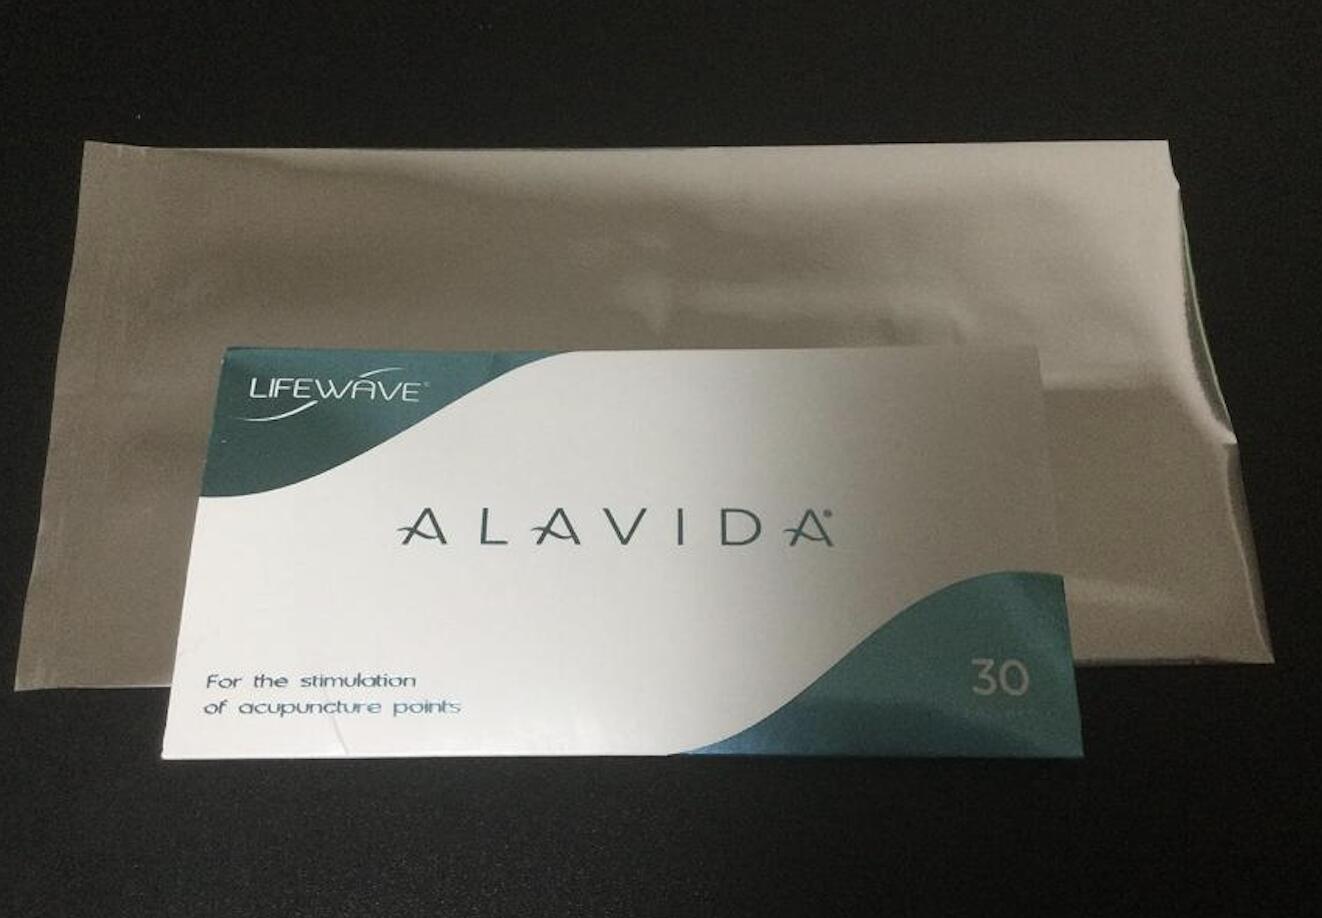 LIFEWAVE®
ALAVIDA®
For the stimulation
of acupuncture points
30